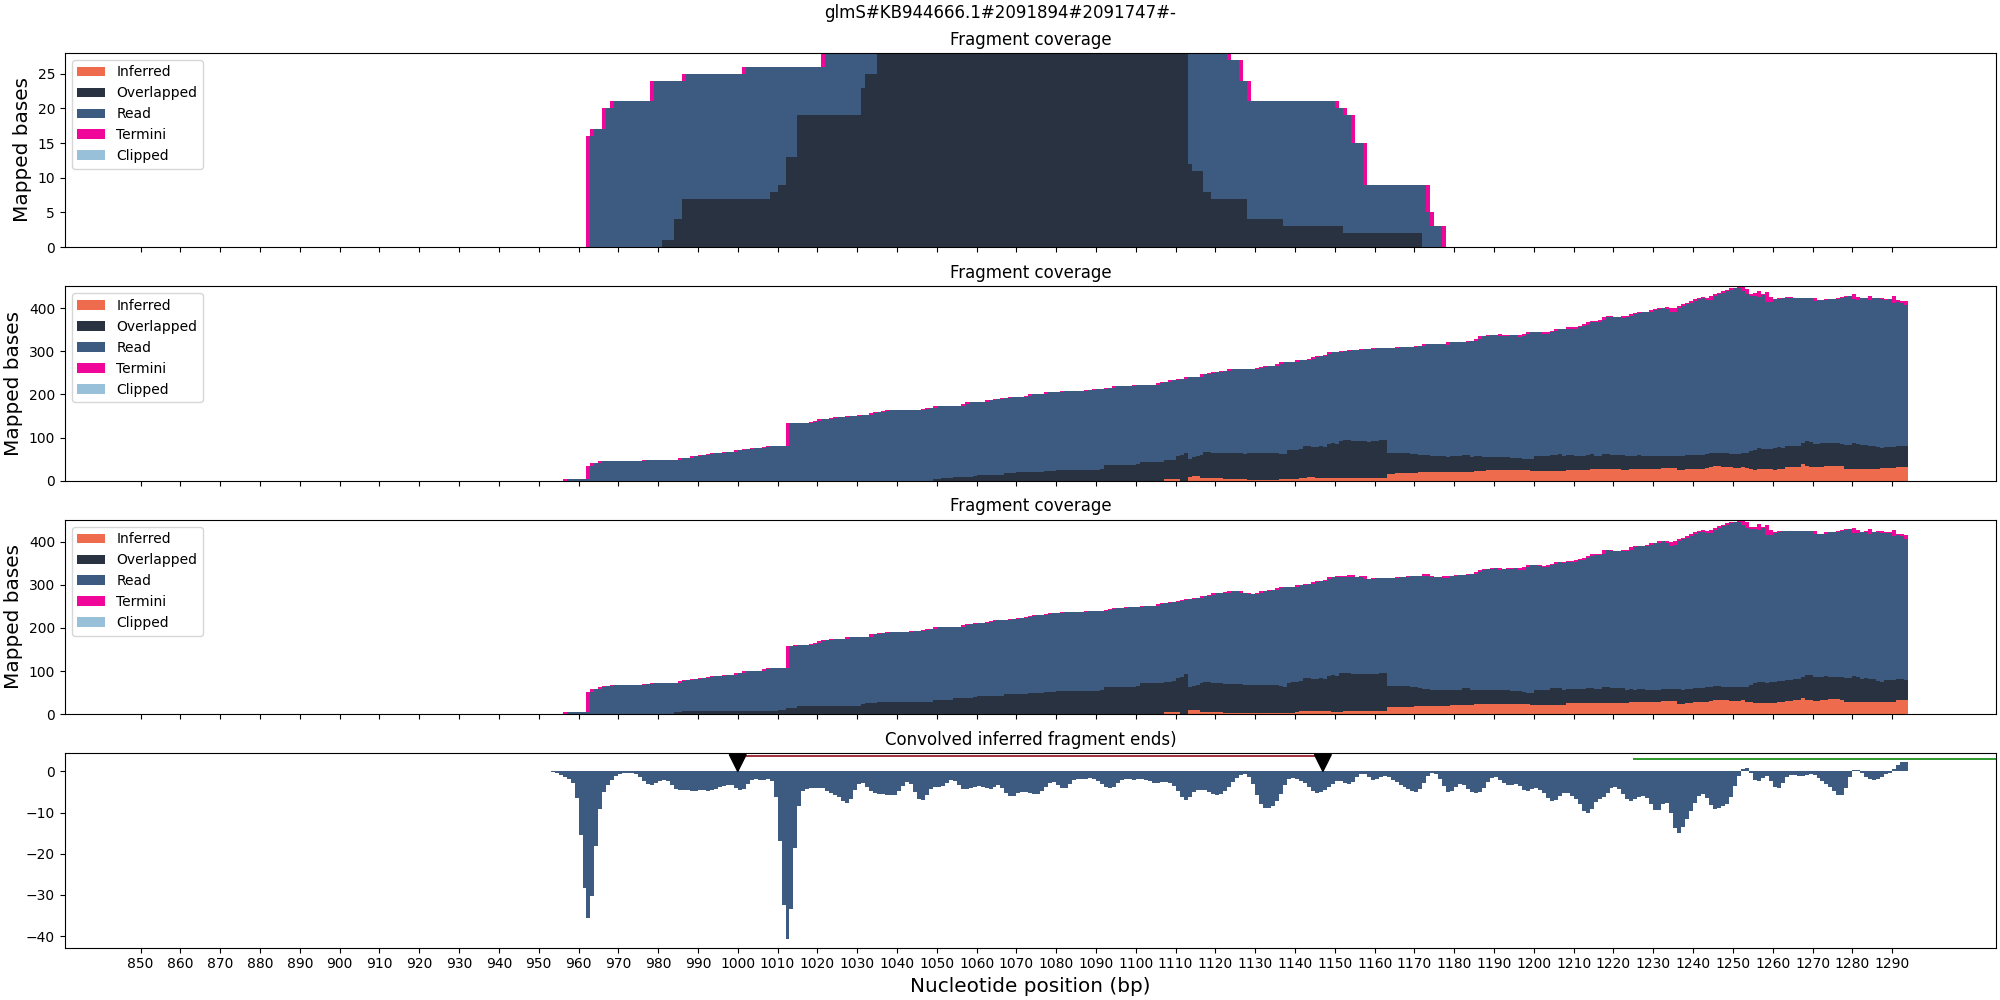 glmS#KB944666.1#2091894#2091747#-
Fragment coverage
Mapped bases
25
20
15
10
5
0
Inferred
Overlapped
Read
Termini
Clipped
Fragment coverage
Mapped bases
400
300
200
100
0
Inferred
Overlapped
Read
Termini
Clipped
Fragment coverage
Mapped bases
400
300
200
100
0
Inferred
Overlapped
Read
Termini
Clipped
Convolved inferred fragment ends)
0
−10
−20
−30
−40
850 860 870 880 890 900 910 920 930 940 950 960 970 980 990 1000 1010 1020 1030 1040 1050 1060 1070 1080 1090 1100 1110 1120 1130 1140 1150 1160 1170 1180 1190 1200 1210 1220 1230 1240 1250 1260 1270 1280 1290
Nucleotide position (bp)